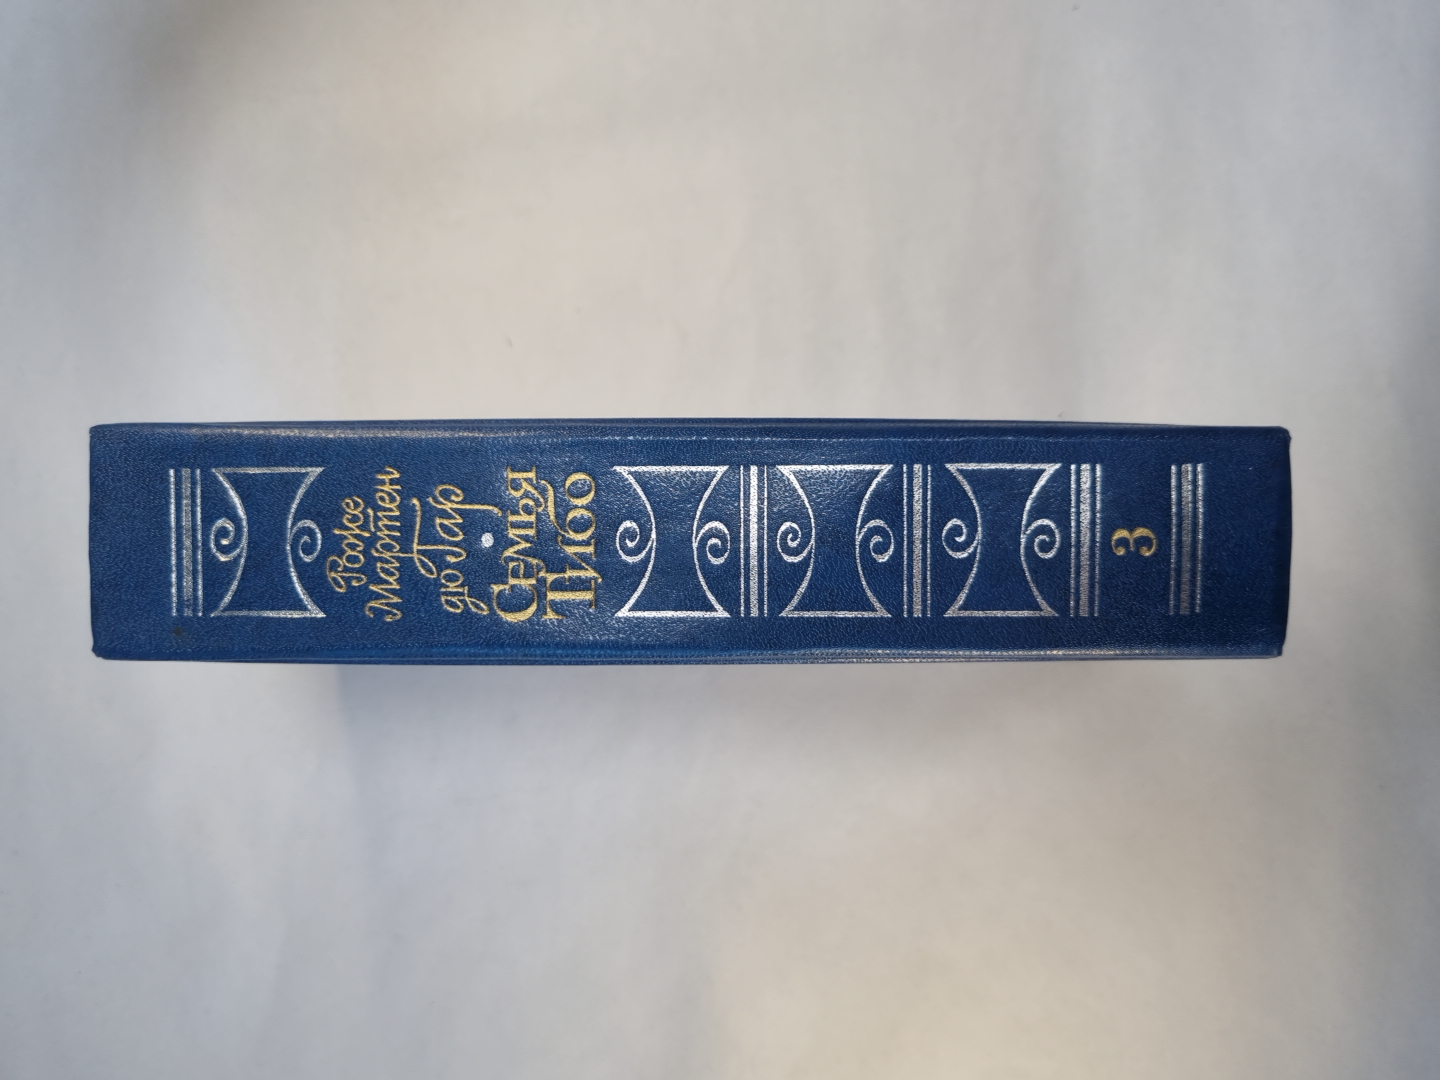 Роже
Мартен
дю Гар
Семья
Тибо
3